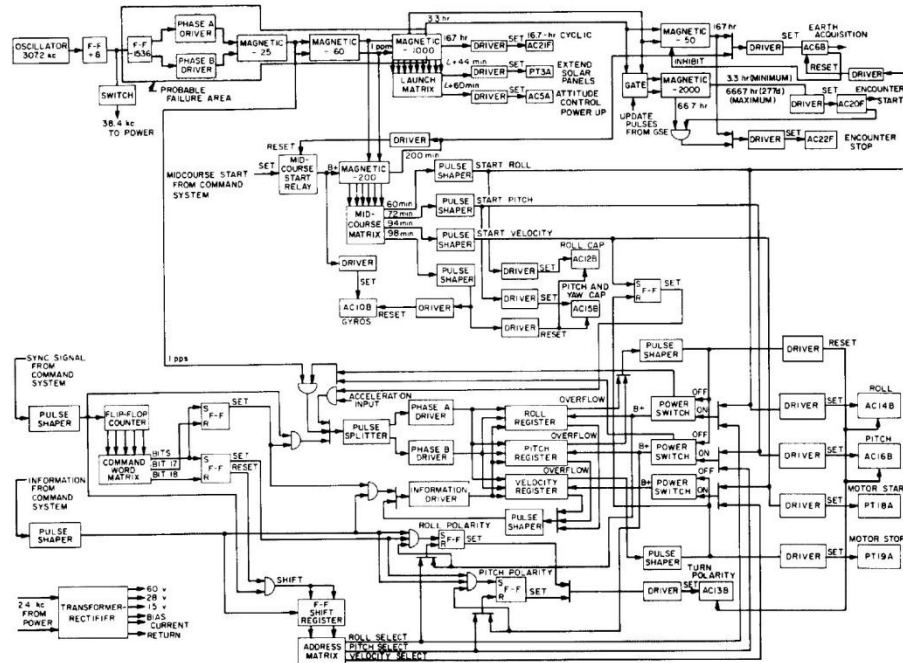 OSCILLATOR
3072 kc
F-F
÷8
F-F
÷1536
PHASE A
DRIVER
PHASE B
DRIVER
MAGNETIC
÷25
MAGNETIC
÷60
1 ppm
MAGNETIC
÷1000
3.3 hr
167 hr
DRIVER
SET
16.7-hr CYCLIC
AC21F
MAGNETIC
÷50
167 hr
DRIVER
SET
AC6B
EARTH
ACQUISITION
RESET
INHIBIT
DRIVER
SWITCH
38.4 kc
TO POWER
PROBABLE
FAILURE AREA
LAUNCH
MATRIX
L+44 min
DRIVER
SET
PT3A
EXTEND
SOLAR
PANELS
L+60min
DRIVER
SET
AC5A
ATTITUDE
CONTROL
POWER UP
GATE
UPDATE
PULSES
FROM GSE
MAGNETIC
÷2000
3.3 hr (MINIMUM)
6667 hr (277d)
(MAXIMUM)
66.7 hr
DRIVER
SET
AC20F
ENCOUNTER
START
DRIVER
SET
AC22F
ENCOUNTER
STOP
MIDCOURSE START
FROM COMMAND
SYSTEM
SET
RESET
MID-
COURSE
START
RELAY
B+
DRIVER
200 min
MAGNETIC
÷200
MID-
COURSE
MATRIX
60min
72min
94min
98min
PULSE
SHAPER
START ROLL
PULSE
SHAPER
START PITCH
PULSE
SHAPER
START VELOCITY
PULSE
SHAPER
DRIVER
SET
AC10B
GYROS
RESET
DRIVER
DRIVER
SET
ROLL CAP
AC12B
DRIVER
SET
PITCH AND
YAW CAP
AC15B
DRIVER
RESET
F-F
S
R
SET
1 pps
SYNC SIGNAL
FROM
COMMAND
SYSTEM
PULSE
SHAPER
FLIP-FLOP
COUNTER
COMMAND
WORD
MATRIX
BITS
BIT 17
BIT 18
S
R
F-F
SET
S
R
F-F
SET
RESET
INFORMATION
FROM
COMMAND
SYSTEM
PULSE
SHAPER
ACCELERATION
INPUT
PULSE
SPLITTER
PHASE A
DRIVER
PHASE B
DRIVER
ROLL
REGISTER
OVERFLOW
PITCH
REGISTER
OVERFLOW
VELOCITY
REGISTER
OVERFLOW
INFORMATION
DRIVER
PULSE
SHAPER
PULSE
SHAPER
B+
POWER
SWITCH
OFF
ON
B+
POWER
SWITCH
OFF
ON
B+
POWER
SWITCH
OFF
ON
DRIVER
RESET
DRIVER
SET
ROLL
AC14B
DRIVER
SET
PITCH
AC16B
DRIVER
SET
MOTOR START
PT18A
PULSE
SHAPER
DRIVER
SET
MOTOR STOP
PT19A
ROLL POLARITY
S
R
F-F
SET
PITCH POLARITY
S
R
F-F
SET
DRIVER
SET
TURN
POLARITY
AC13B
SHIFT
F-F
SHIFT
REGISTER
ADDRESS
MATRIX
ROLL SELECT
PITCH SELECT
VELOCITY SELECT
2.4 kc
FROM
POWER
TRANSFORMER-
RECTIFIFR
60 v
28 v
15 v
BIAS
CURRENT
RETURN